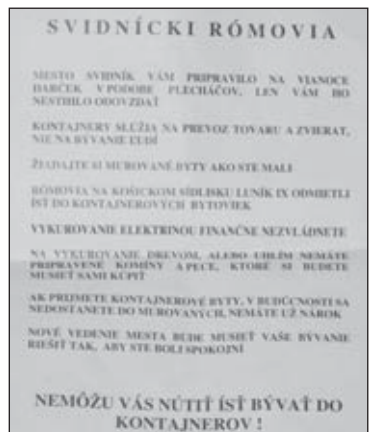 SVIDNÍCKI RÓMOVIA
MESTO SVIDNÍK VÁM PRIPRAVILO NA VIANOCE
DARČEK V PODOBE PLECHÁČOV, LEN VÁM HO
NESTIHLO ODOVZDAŤ
KONTAJNERY SLÚŽIA NA PREVOZ TOVARU A ZVIERAT,
NIE NA BÝVANIE ĽUDÍ
ŽIADAJTE SI MUROVANÉ BYTY AKO STE MALI
RÓMOVIA NA KOŠICKOM SÍDLISKU LUNÍK IX ODMIETLI
ÍSŤ DO KONTAJNEROVÝCH BYTOVIEK
VYKUROVANIE ELEKTRINOU FINANČNE NEZVLÁDNETE
NA VYKUROVANIE DREVOM, ALEBO UHLÍM NEMÁTE
PRIPRAVENÉ KOMÍNY A PECE, KTORÉ SI BUDETE
MUSIEŤ SAMI KÚPIŤ
AK PRIJMETE KONTAJNEROVÉ BYTY, V BUDÚCNOSTI SA
NEDOSTANETE DO MUROVANÝCH, NEMÁTE UŽ NÁROK
NOVÉ VEDENIE MESTA BUDE MUSIEŤ VAŠE BÝVANIE
RIEŠIŤ TAK, ABY STE BOLI SPOKOJNÍ
NEMÔŽU VÁS NÚTIŤ ÍSŤ BÝVAŤ DO
KONTAJNEROV !